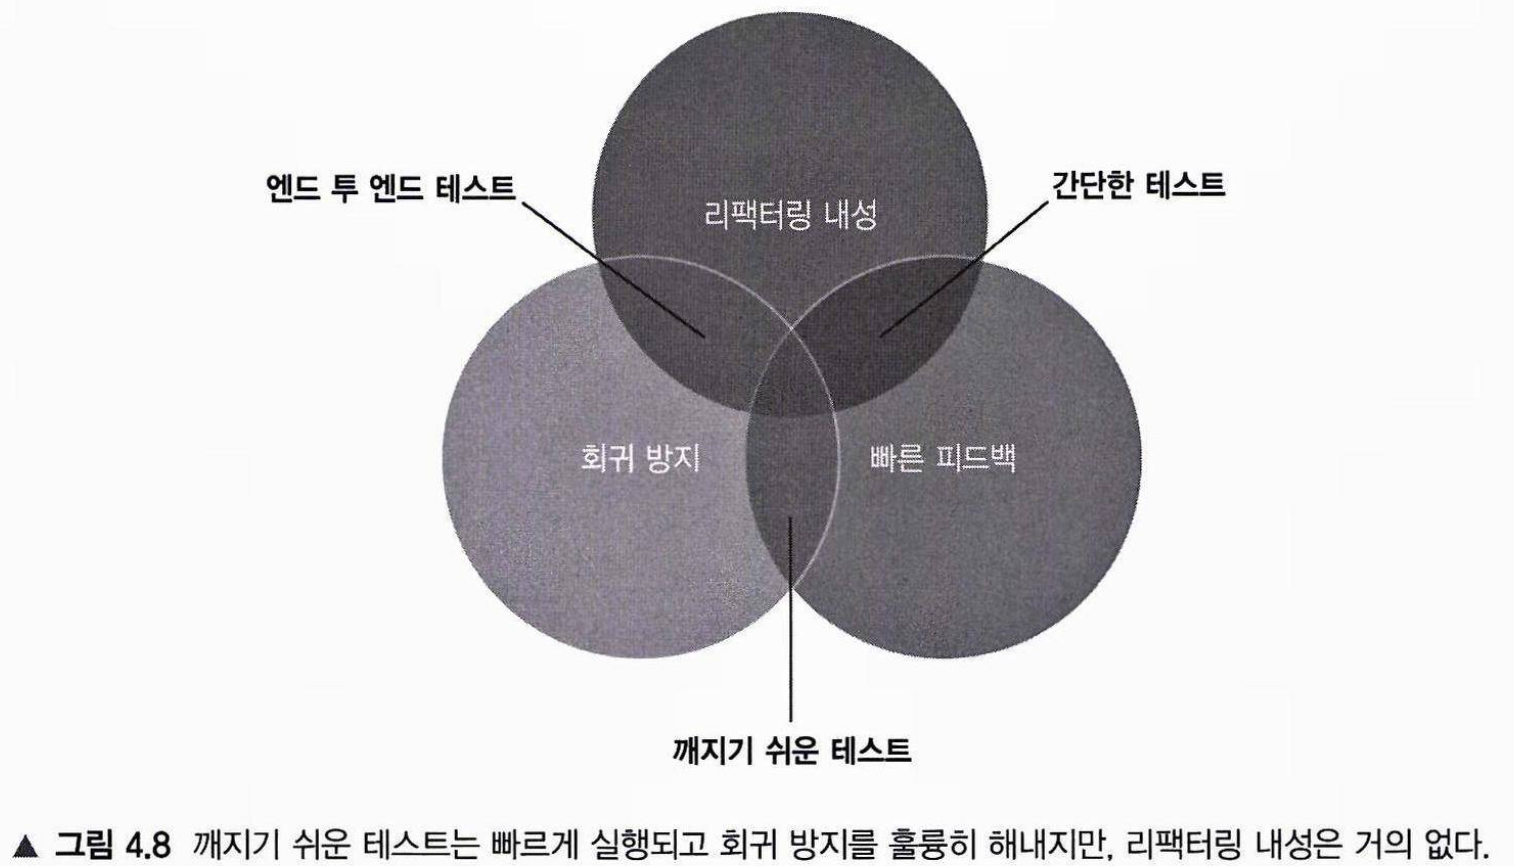 엔드 투 엔드 테스트
간단한 테스트
리팩터링 내성
회귀 방지
빠른 피드백
깨지기 쉬운 테스트
▲ 그림 4.8 깨지기 쉬운 테스트는 빠르게 실행되고 회귀 방지를 훌륭히 해내지만, 리팩터링 내성은 거의 없다.